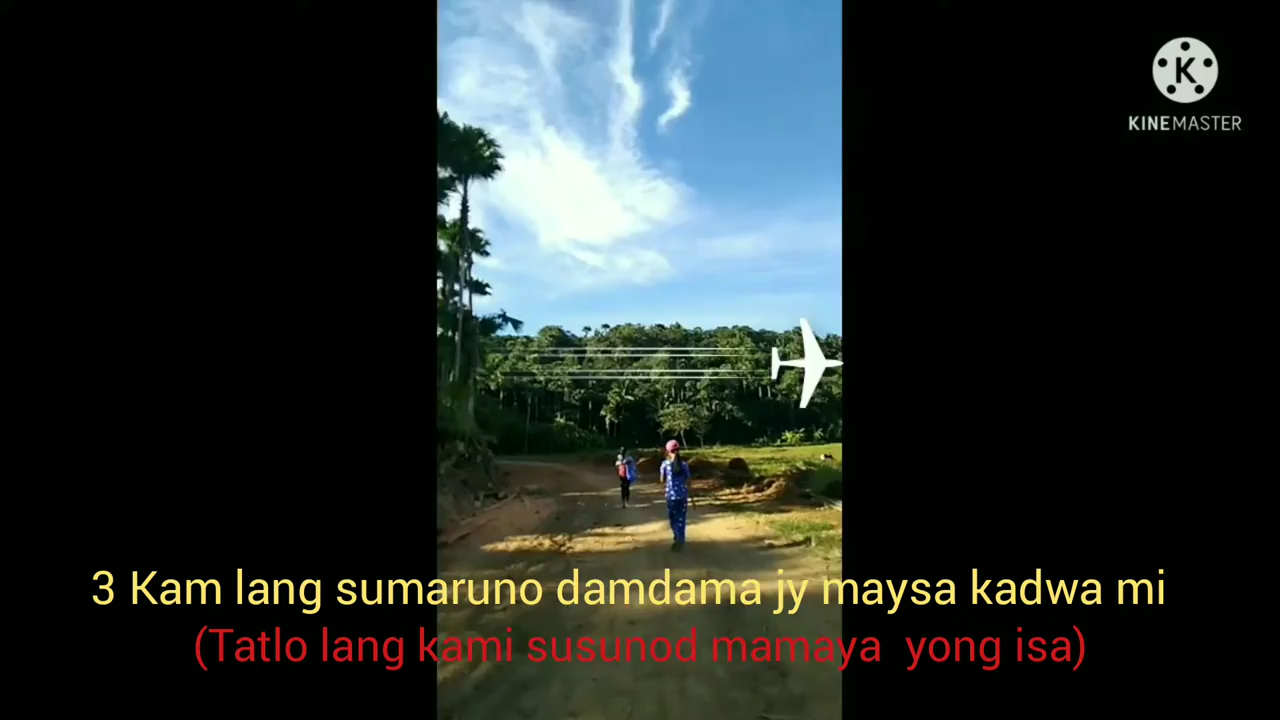 KINEMASTER
3 Kam lang sumaruno damdama jy maysa kadwa mi
(Tatlo lang kami susunod mamaya yong isa)